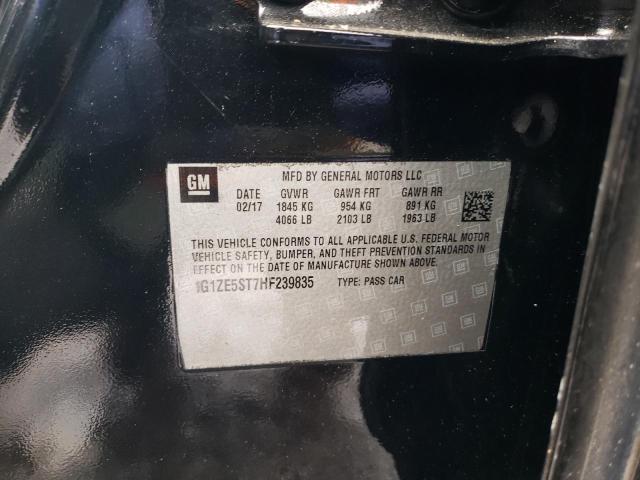 GM
MFD BY GENERAL MOTORS LLC
DATE GVWR GAWR FRT GAWR RR
02/17 1845 KG 954 KG 891 KG
4066 LB 2103 LB 1963 LB
THIS VEHICLE CONFORMS TO ALL APPLICABLE U.S. FEDERAL MOTOR
VEHICLE SAFETY, BUMPER, AND THEFT PREVENTION STANDARDS IN
EFFECT ON THE DATE OF MANUFACTURE SHOWN ABOVE.
1G1ZE5ST7HF239835 TYPE: PASS CAR